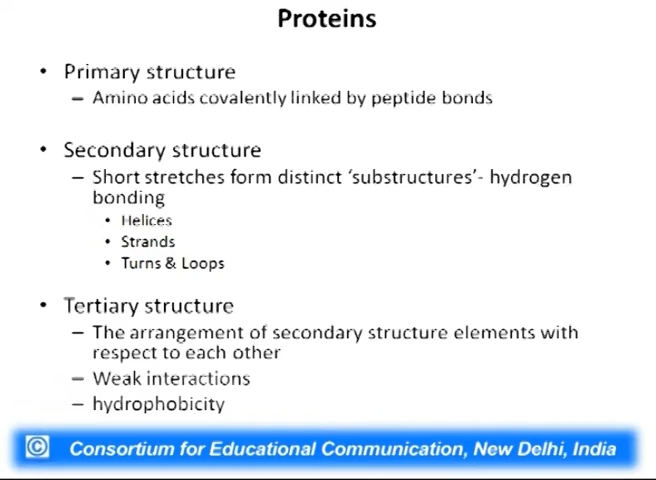 Proteins
• Primary structure
– Amino acids covalently linked by peptide bonds
• Secondary structure
– Short stretches form distinct ‘substructures’- hydrogen
bonding
• Helices
• Strands
• Turns & Loops
• Tertiary structure
– The arrangement of secondary structure elements with
respect to each other
– Weak interactions
– hydrophobicity
© Consortium for Educational Communication, New Delhi, India